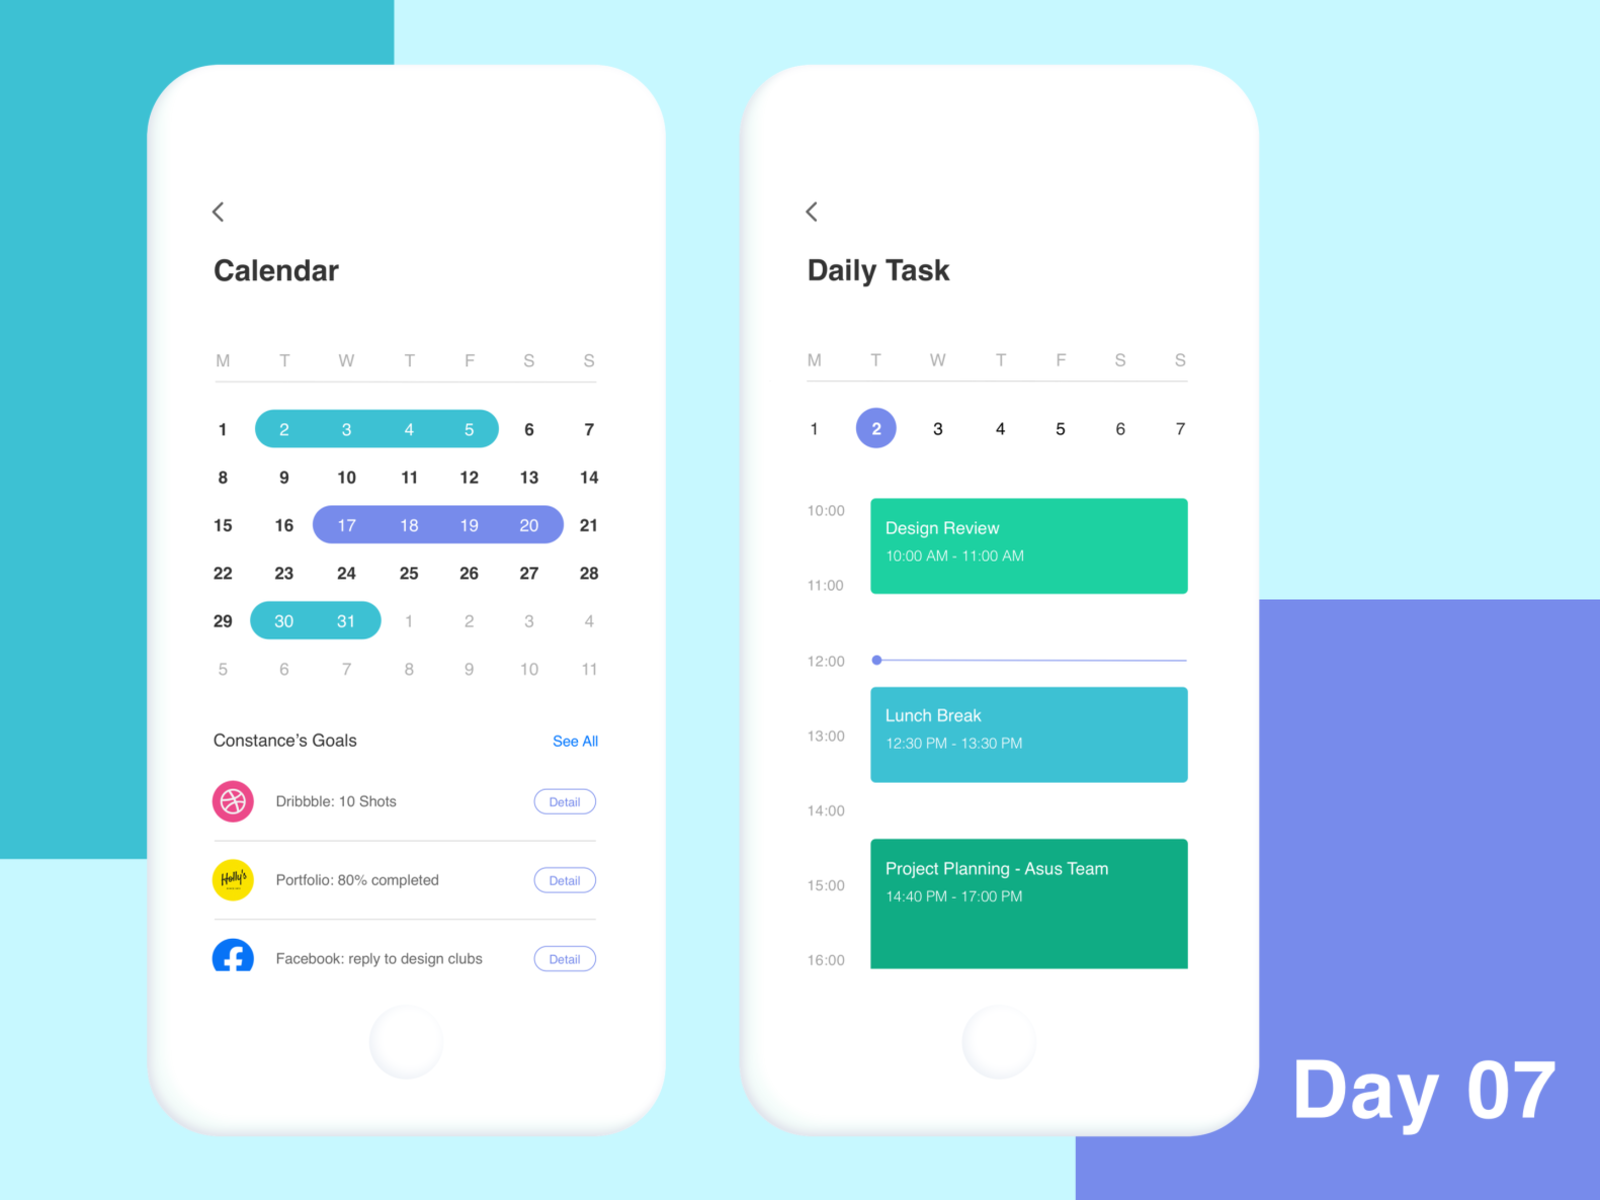 Calendar
M T W T F S S
1 2 3 4 5 6 7
8 9 10 11 12 13 14
15 16 17 18 19 20 21
22 23 24 25 26 27 28
29 30 31 1 2 3 4
5 6 7 8 9 10 11
Constance’s Goals See All
Dribbble: 10 Shots Detail
Holly's
Portfolio: 80% completed Detail
Facebook: reply to design clubs Detail
Daily Task
M T W T F S S
1 2 3 4 5 6 7
10:00
Design Review
10:00 AM - 11:00 AM
11:00
12:00
Lunch Break
13:00
12:30 PM - 13:30 PM
14:00
Project Planning - Asus Team
15:00
14:40 PM - 17:00 PM
16:00
Day 07